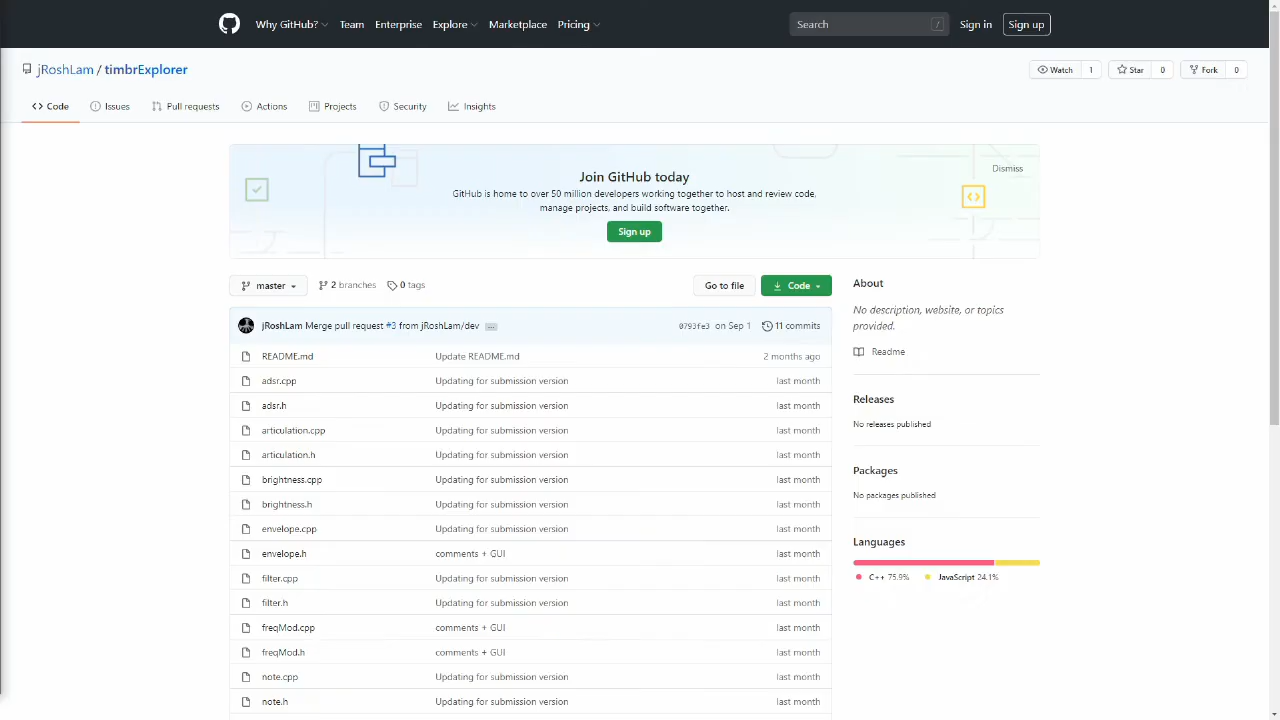 Why GitHub? Team Enterprise Explore Marketplace Pricing Search / Sign in Sign up
jRoshLam / timbrExplorer Watch 1 Star 0 Fork 0
Code Issues Pull requests Actions Projects Security Insights
Join GitHub today
Dismiss
GitHub is home to over 50 million developers working together to host and review code,
manage projects, and build software together.
Sign up
master 2 branches 0 tags Go to file Code
jRoshLam Merge pull request #3 from jRoshLam/dev ... 0793fe3 on Sep 1 11 commits
README.md Update README.md 2 months ago
adsr.cpp Updating for submission version last month
adsr.h Updating for submission version last month
articulation.cpp Updating for submission version last month
articulation.h Updating for submission version last month
brightness.cpp Updating for submission version last month
brightness.h Updating for submission version last month
envelope.cpp Updating for submission version last month
envelope.h comments + GUI last month
filter.cpp Updating for submission version last month
filter.h Updating for submission version last month
freqMod.cpp comments + GUI last month
freqMod.h comments + GUI last month
note.cpp Updating for submission version last month
note.h Updating for submission version last month
About
No description, website, or topics
provided.
Readme
Releases
No releases published
Packages
No packages published
Languages
C++ 75.9% JavaScript 24.1%